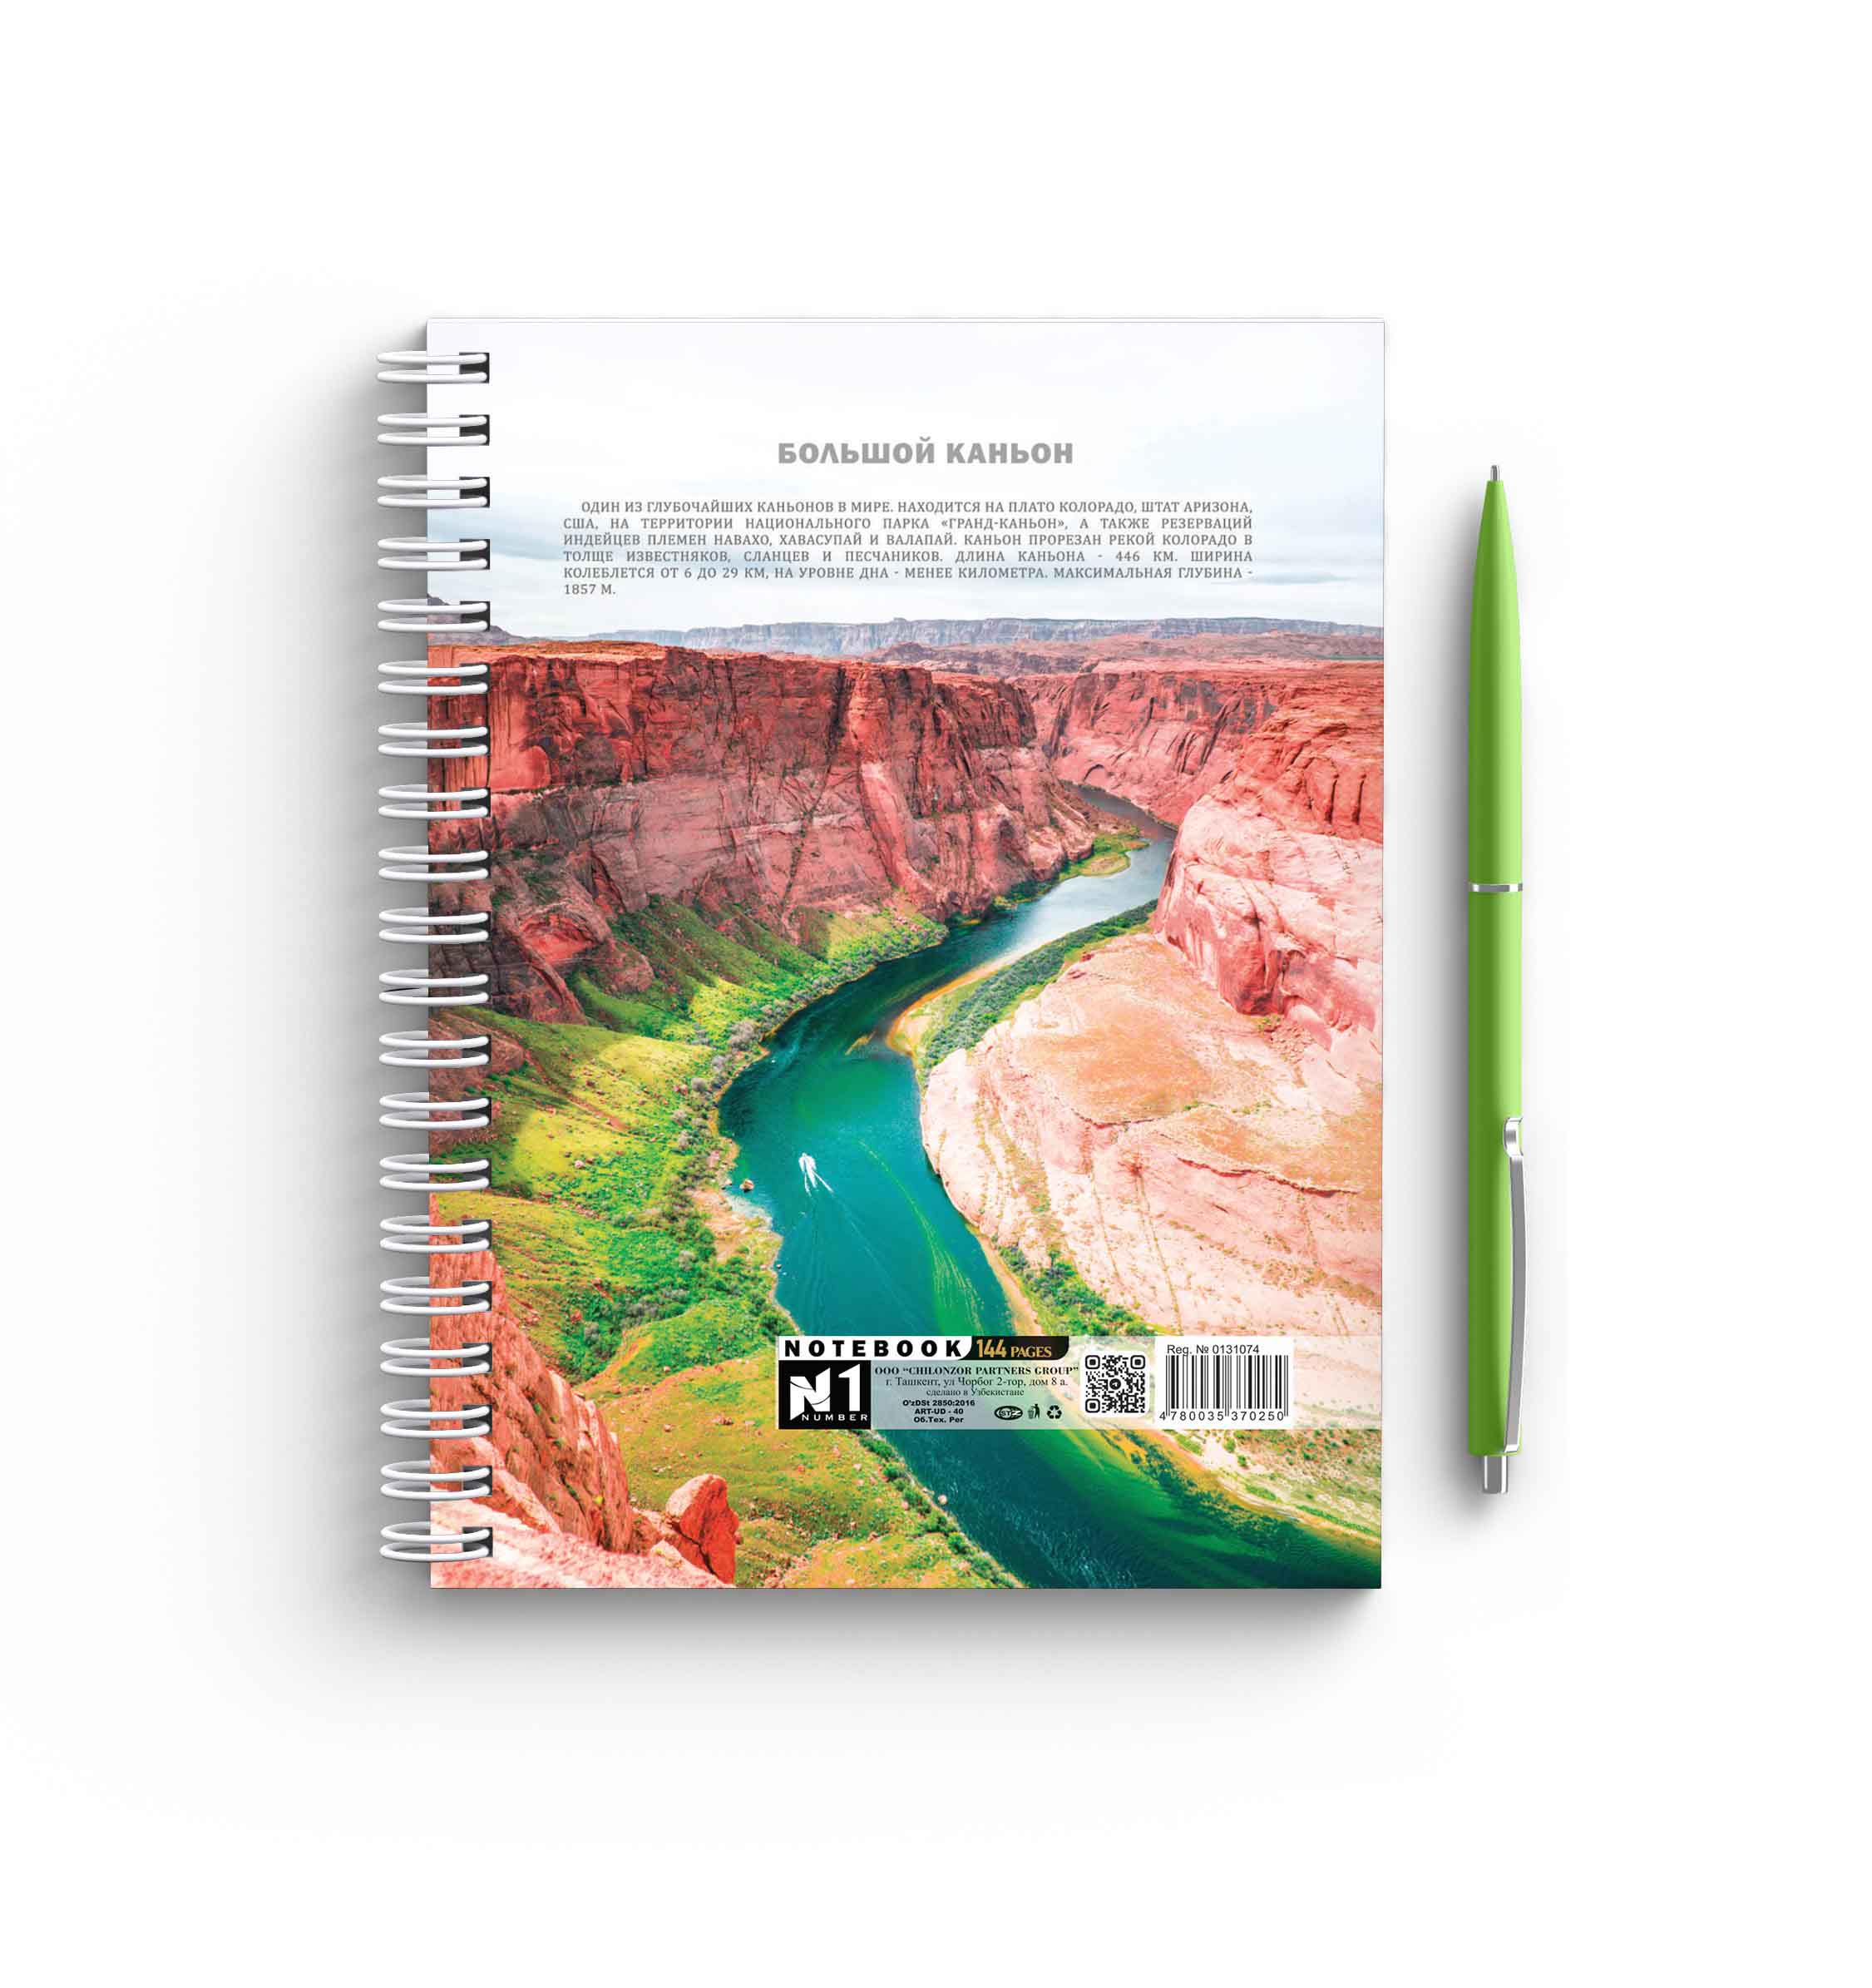 БОЛЬШОЙ КАНЬОН
ОДИН ИЗ ГЛУБОЧАЙШИХ КАНЬОНОВ В МИРЕ. НАХОДИТСЯ НА ПЛАТО КОЛОРАДО, ШТАТ АРИЗОНА,
США, НА ТЕРРИТОРИИ НАЦИОНАЛЬНОГО ПАРКА «ГРАНД-КАНЬОН», А ТАКЖЕ РЕЗЕРВАЦИЙ
ИНДЕЙЦЕВ ПЛЕМЕН НАВАХО, ХАВАСУПАЙ И ВАЛАПАЙ. КАНЬОН ПРОРЕЗАН РЕКОЙ КОЛОРАДО В
ТОЛЩЕ ИЗВЕСТНЯКОВ, СЛАНЦЕВ И ПЕСЧАНИКОВ. ДЛИНА КАНЬОНА - 446 КМ. ШИРИНА
КОЛЕБЛЕТСЯ ОТ 6 ДО 29 КМ, НА УРОВНЕ ДНА - МЕНЕЕ КИЛОМЕТРА. МАКСИМАЛЬНАЯ ГЛУБИНА -
1857 М.
NOTEBOOK 144 PAGES
N1
NUMBER
ООО "CHILONZOR PARTNERS GROUP"
г. Ташкент, ул Чорбог 2-тор, дом 8 а.
сделано в Узбекистане
O'zDSt 2850:2016
ART-UD - 40
Об.Тех. Рег
Reg. № 0131074
4 780035 370250